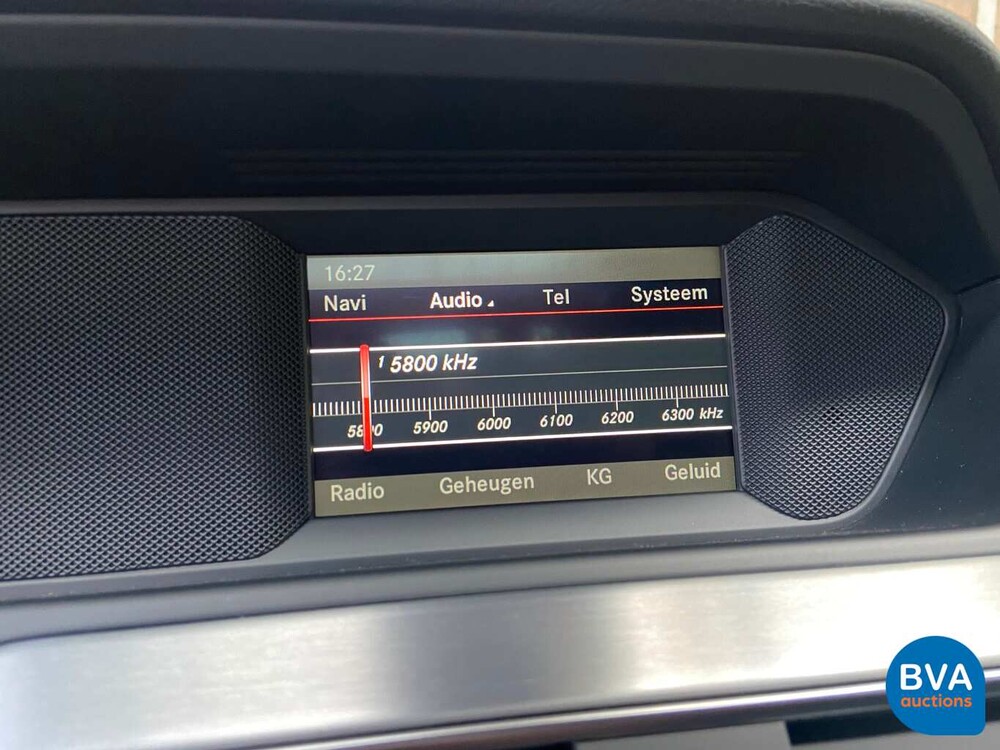 16:27
Navi Audio Tel Systeem
1 5800 kHz
5800 5900 6000 6100 6200 6300 kHz
Radio Geheugen KG Geluid
BVA
auctions